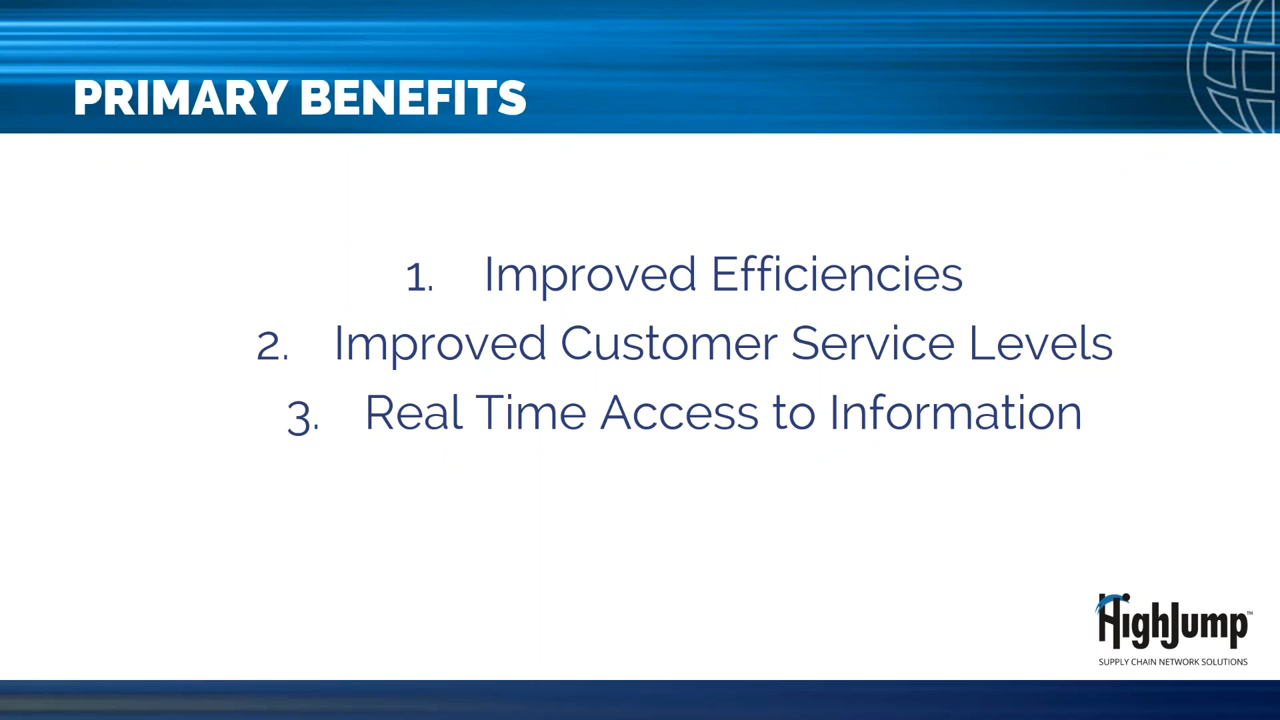 PRIMARY BENEFITS
1. Improved Efficiencies
2. Improved Customer Service Levels
3. Real Time Access to Information
HighJump™
SUPPLY CHAIN NETWORK SOLUTIONS